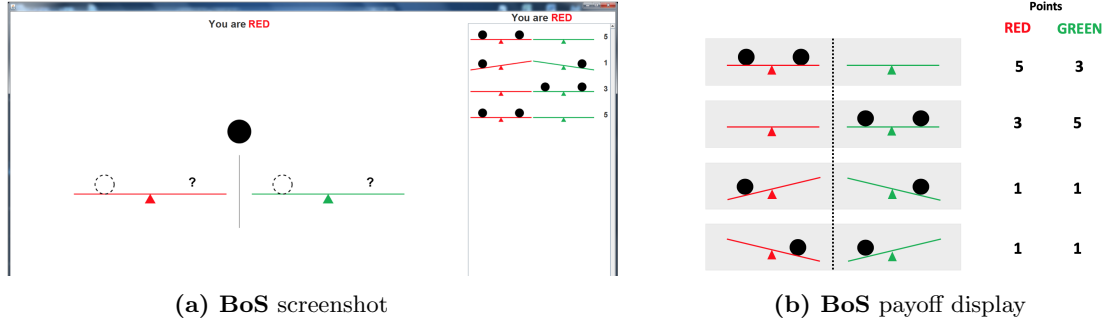 You are RED
You are RED
5
1
3
5
?
?
Points
RED GREEN
5 3
3 5
1 1
1 1
(a) BoS screenshot
(b) BoS payoff display